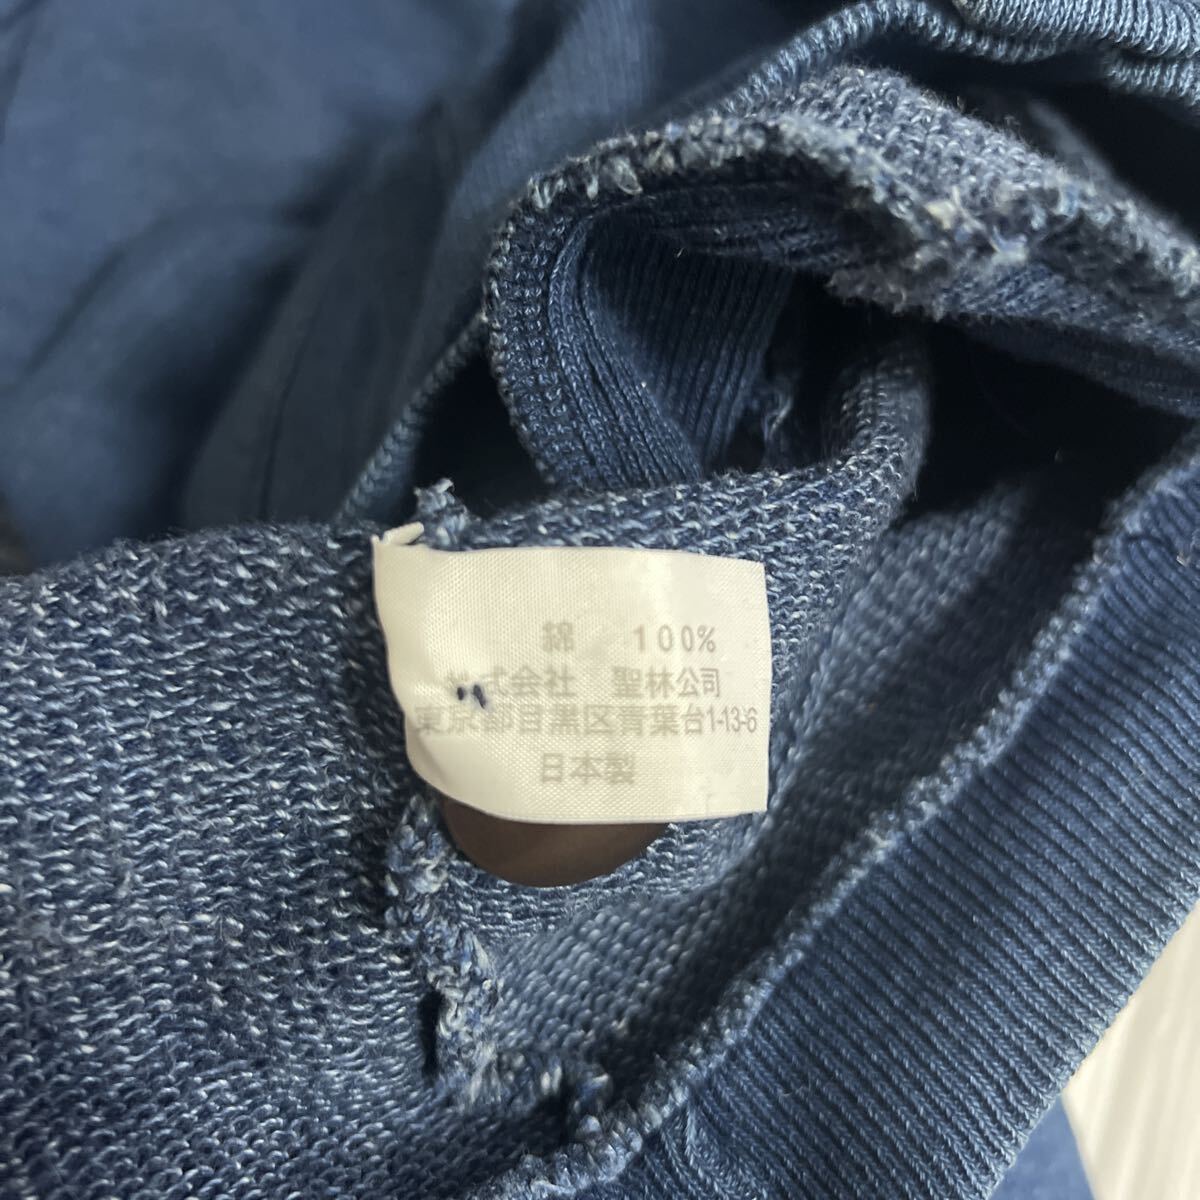 綿 100%
株式会社 聖林公司
東京都目黒区青葉台1-13-6
日本製